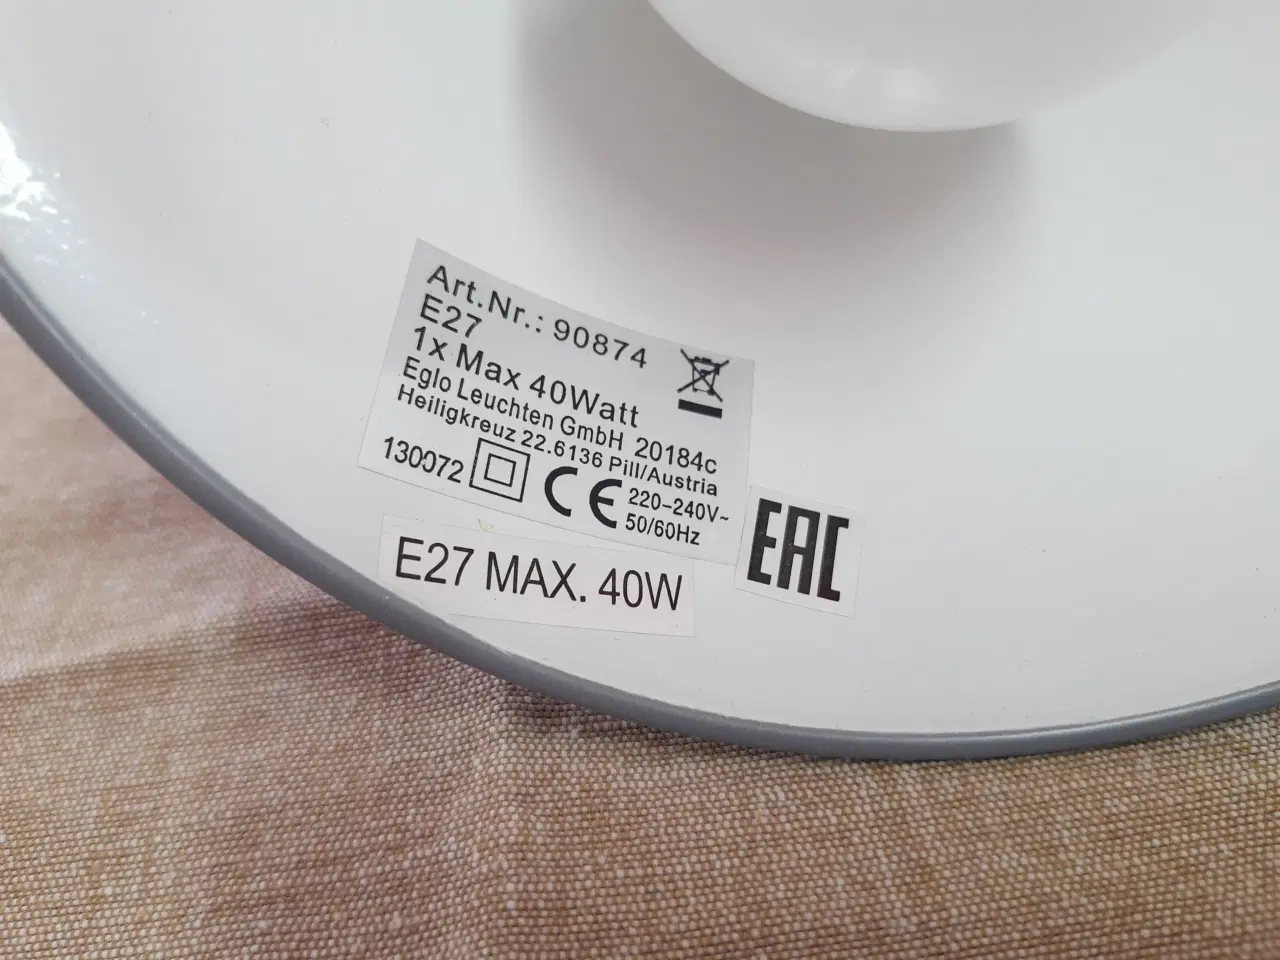 Art.Nr.: 90874
E27
1x Max 40Watt
Eglo Leuchten GmbH 20184c
Heiligkreuz 22.6136 Pill/Austria
130072 CE 220-240V~
50/60Hz
E27 MAX. 40W
EAC